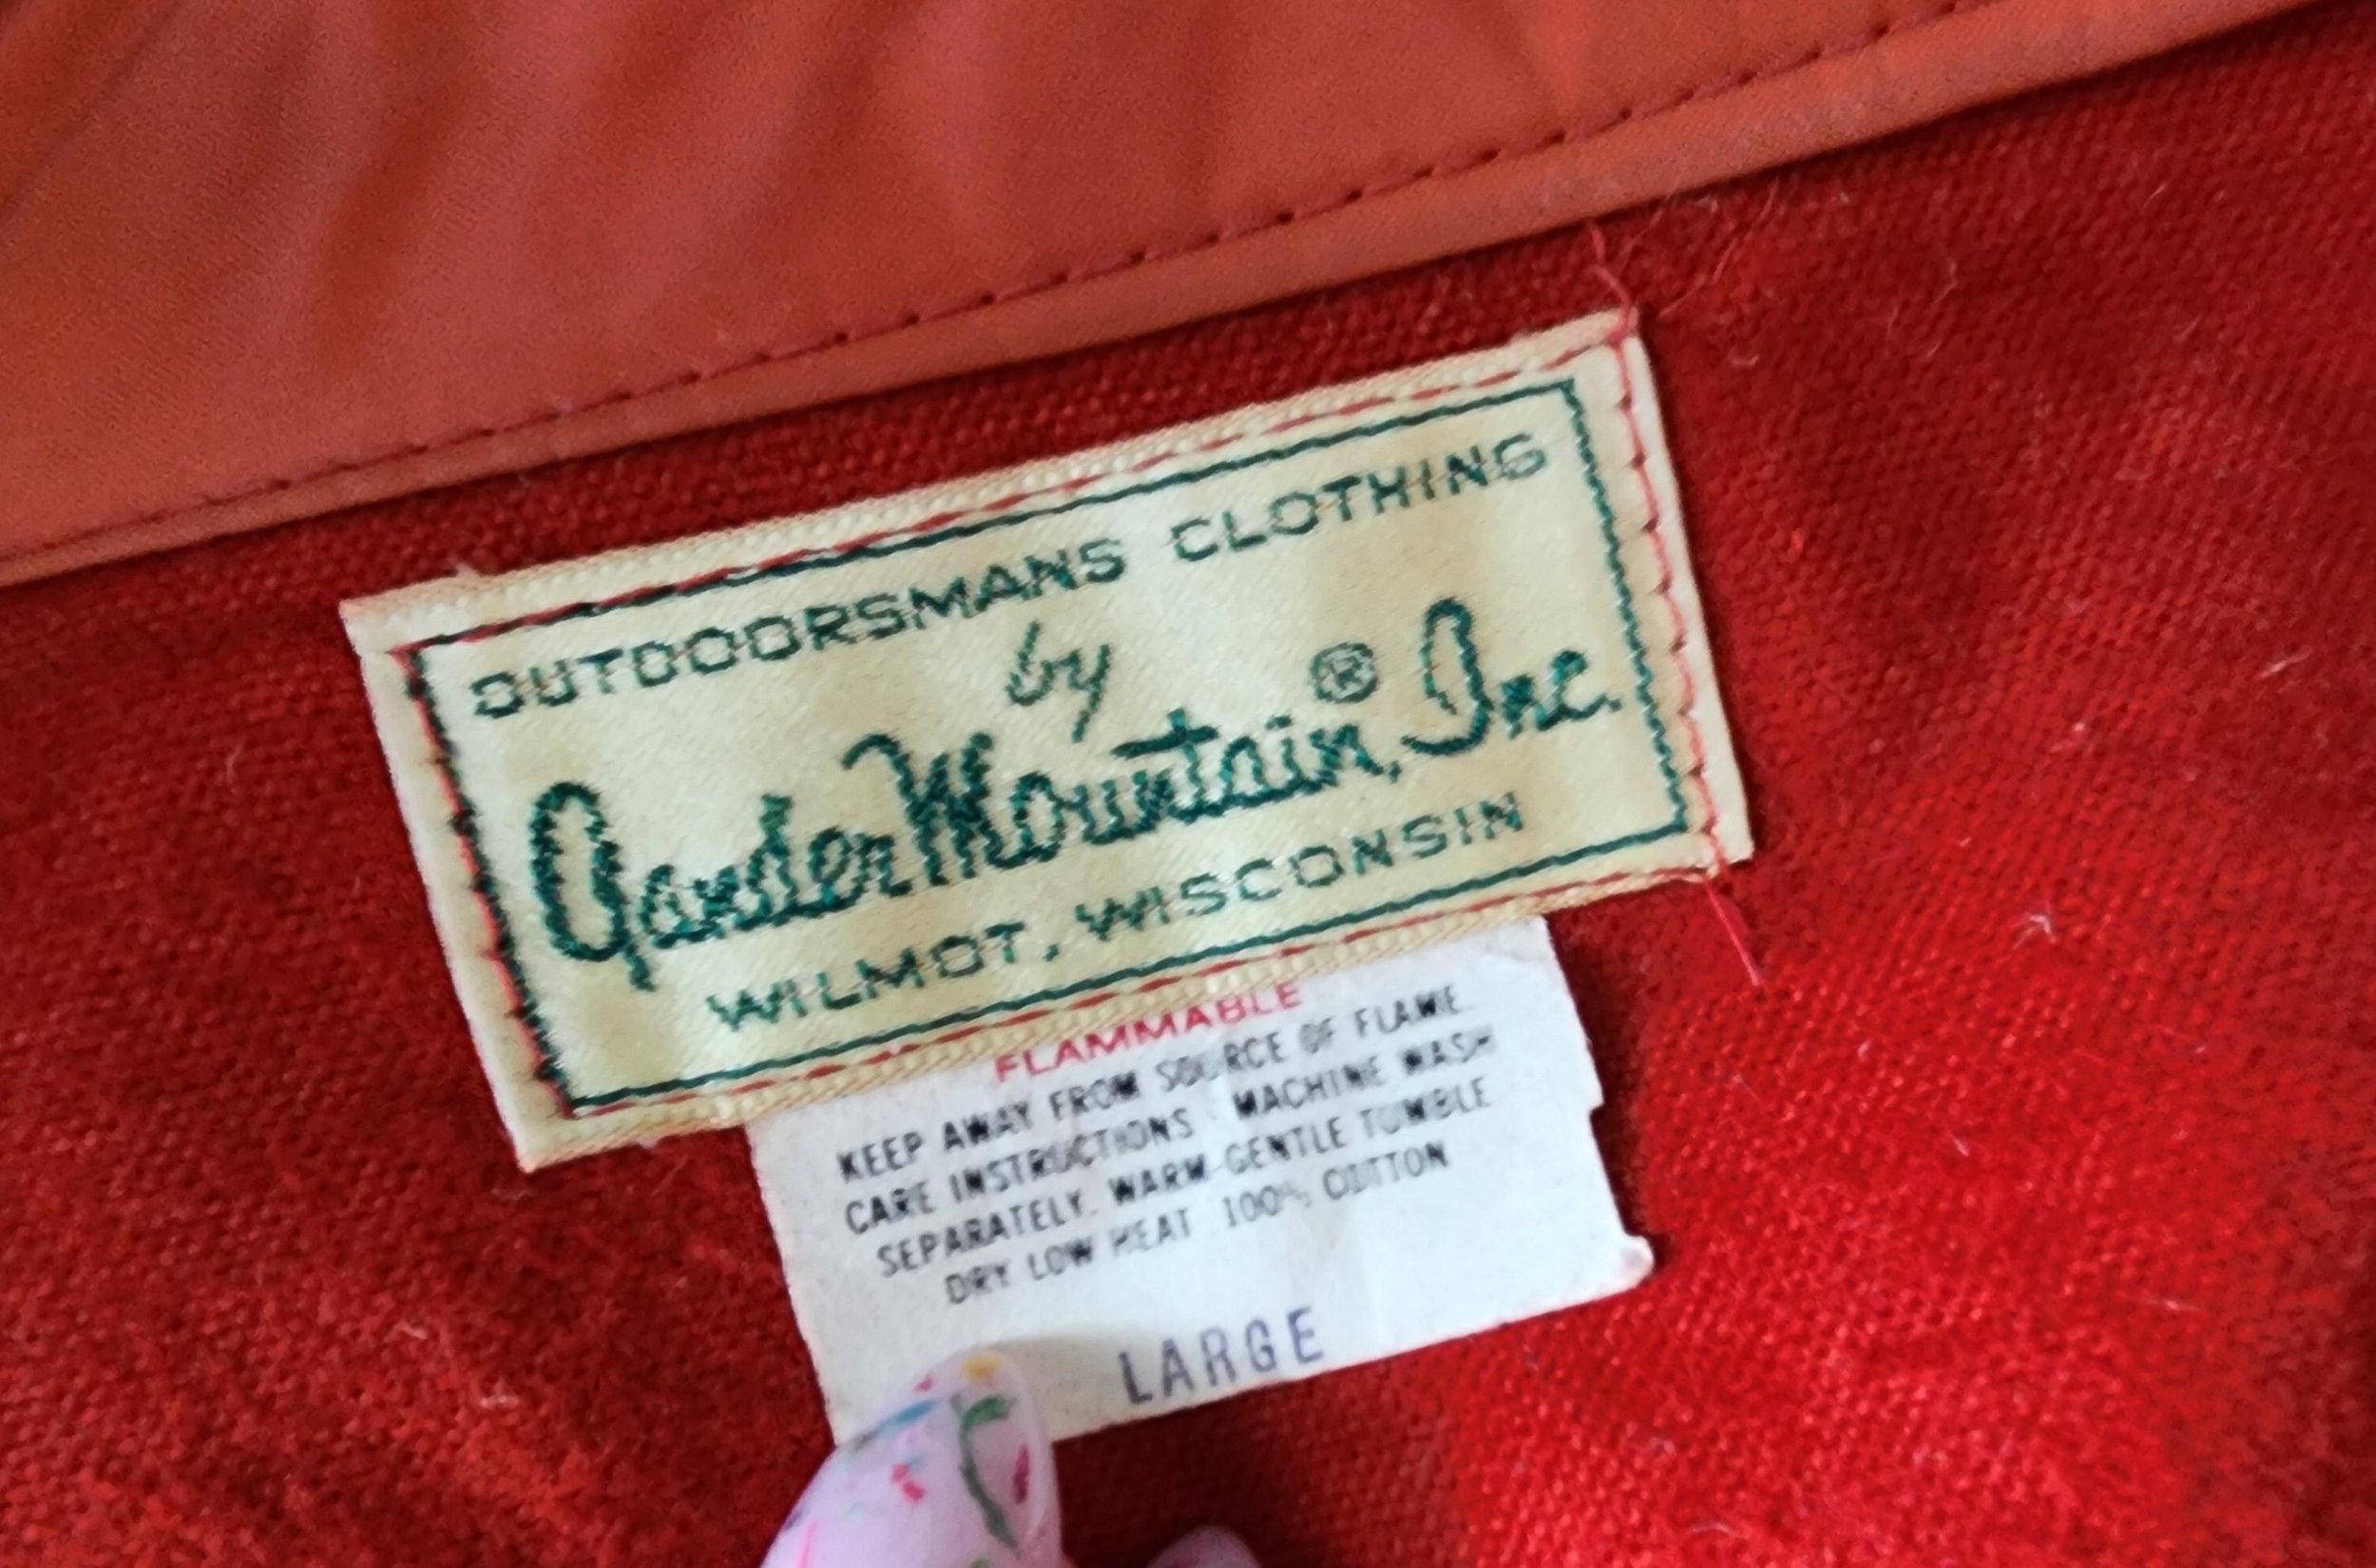 OUTDOORSMANS CLOTHING
by
Gander Mountain, ® Inc.
WILMOT, WISCONSIN
FLAMMABLE
KEEP AWAY FROM SOURCE OF FLAME.
CARE INSTRUCTIONS MACHINE WASH
SEPARATELY. WARM-GENTLE TUMBLE
DRY LOW HEAT 100% COTTON
LARGE